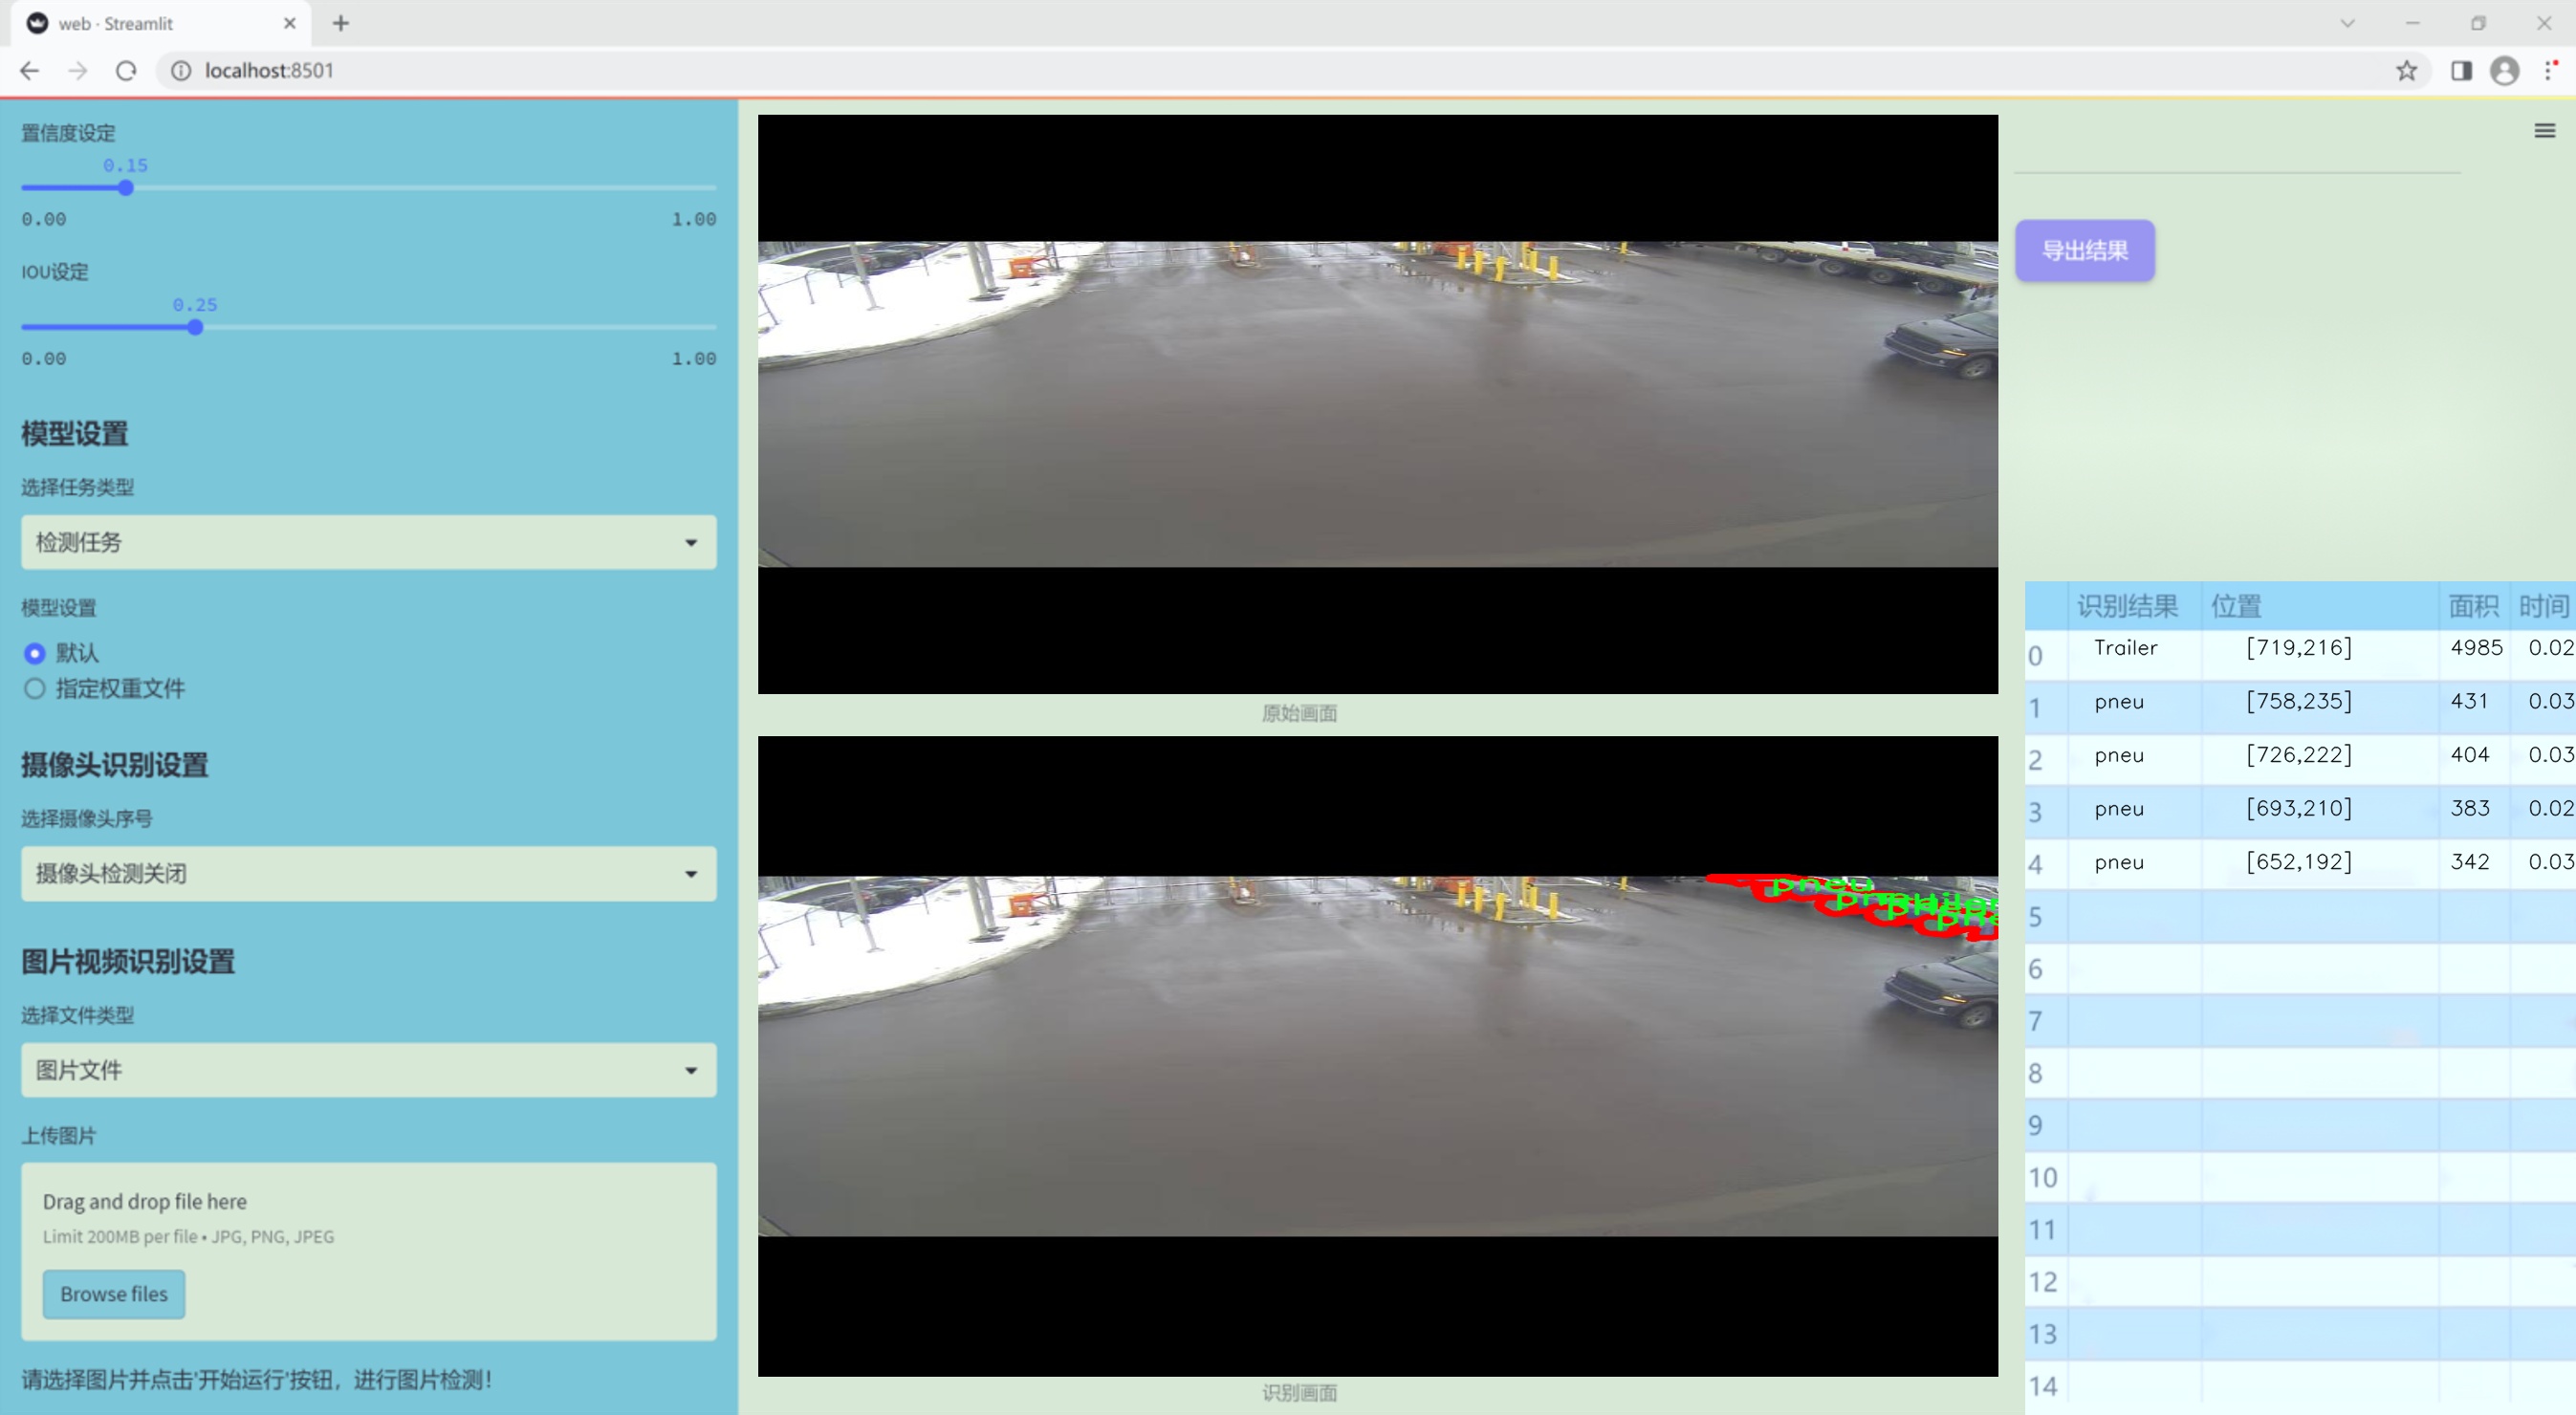 web · Streamlit
localhost:8501
置信度设定
0.15
0.00 1.00
IOU设定
0.25
0.00 1.00
模型设置
选择任务类型
检测任务
模型设置
默认
指定权重文件
摄像头识别设置
选择摄像头序号
摄像头检测关闭
图片视频识别设置
选择文件类型
图片文件
上传图片
Drag and drop file here
Limit 200MB per file • JPG, PNG, JPEG
Browse files
请选择图片并点击'开始运行'按钮，进行图片检测！
原始画面
pneu
识别画面
导出结果
识别结果 位置 面积 时间
0 Trailer [719,216] 4985 0.02
1 pneu [758,235] 431 0.03
2 pneu [726,222] 404 0.03
3 pneu [693,210] 383 0.02
4 pneu [652,192] 342 0.03
5
6
7
8
9
10
11
12
13
14